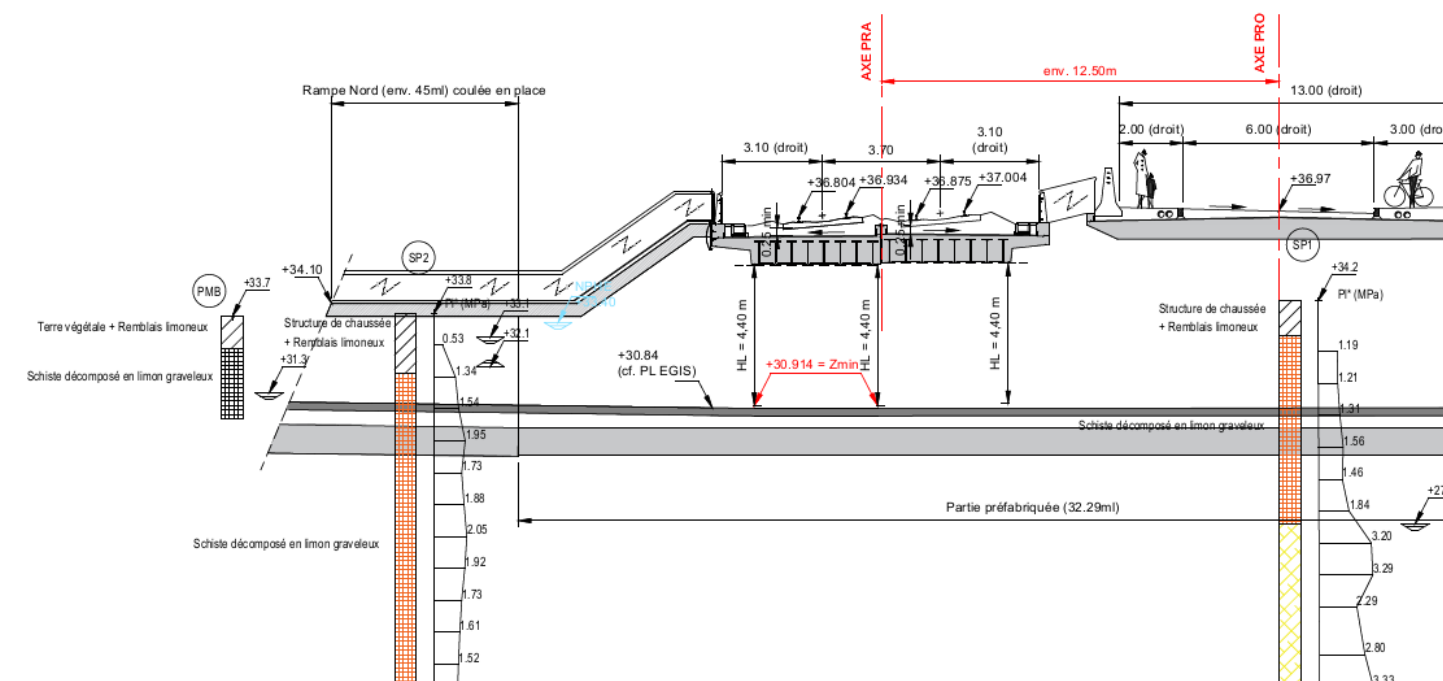 AXE PRA
AXE PRO
env. 12.50m
Rampe Nord (env. 45ml) coulée en place
13.00 (droit)
3.10 (droit)
3.70
3.10
(droit)
2.00 (droit)
6.00 (droit)
+36.804
+36.934
+36.875
+37.004
+36.97
0.25 min
0.25 min
SP2
SP1
PMB
+33.7
+34.10
+33.8
Pl* (MPa)
+33.1
+32.1
+34.2
Pl* (MPa)
Terre végétale + Remblais limoneux
Structure de chaussée
+ Remblais limoneux
Structure de chaussée
+ Remblais limoneux
+31.3
Schiste décomposé en limon graveleux
+30.84
(cf. PL EGIS)
HL = 4,40 m
+30.914 = Zmin
HL = 4,40 m
HL = 4,40 m
Schiste décomposé en limon graveleux
0.53
1.34
1.54
1.95
1.73
1.88
2.05
1.92
1.73
1.61
1.52
1.19
1.21
1.31
1.56
1.46
1.84
3.20
3.29
2.29
2.80
3.33
Partie préfabriquée (32.29ml)
Schiste décomposé en limon graveleux